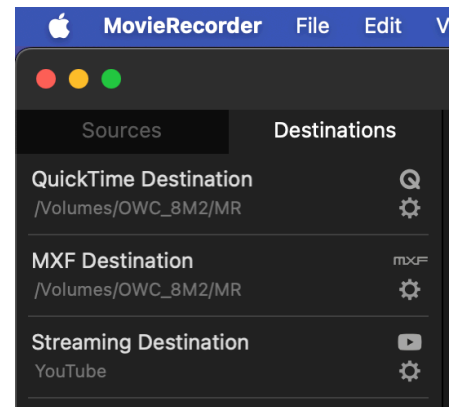 MovieRecorder File Edit V
Sources Destinations
QuickTime Destination
/Volumes/OWC_8M2/MR
MXF Destination mxf
/Volumes/OWC_8M2/MR
Streaming Destination
YouTube